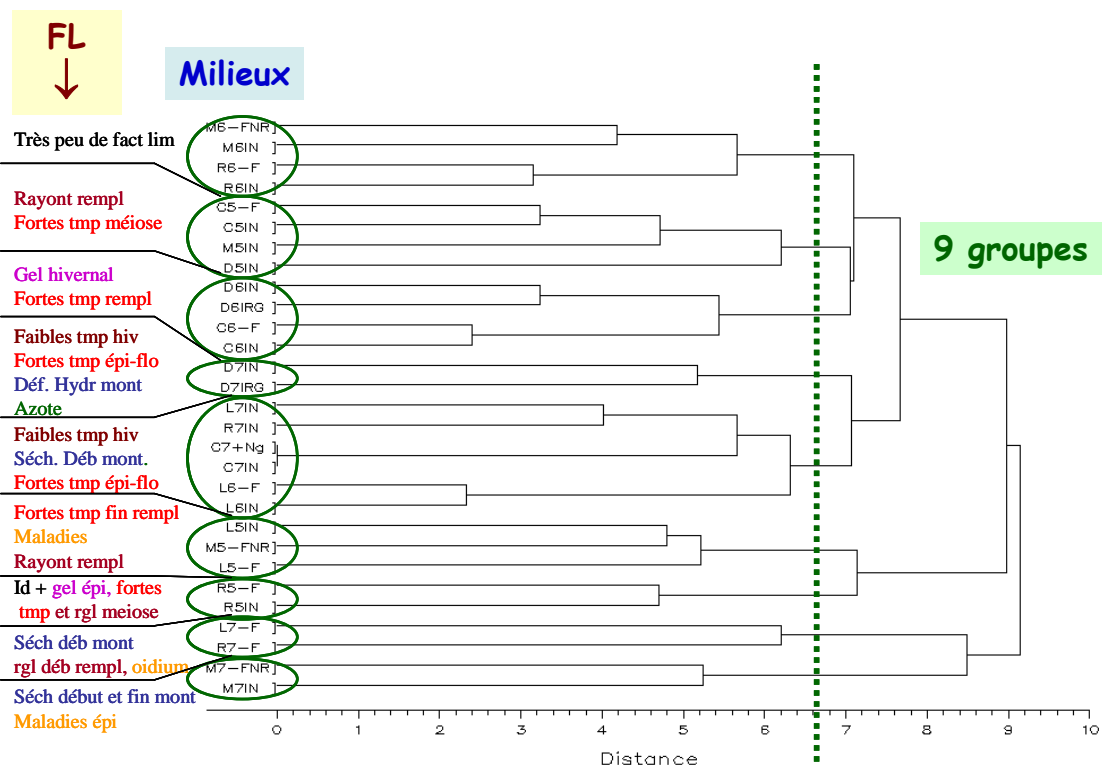 FL
↓
Milieux
9 groupes
Très peu de fact lim
Rayont rempl
Fortes tmp méiose
Gel hivernal
Fortes tmp rempl
Faibles tmp hiv
Fortes tmp épi-flo
Déf. Hydr mont
Azote
Faibles tmp hiv
Séch. Déb mont.
Fortes tmp épi-flo
Fortes tmp fin rempl
Maladies
Rayont rempl
Id + gel épi, fortes
tmp et rgl meiose
Séch déb mont
rgl déb rempl, oidium
Séch début et fin mont
Maladies épi
M6-FNR
M6IN
R6-F
R6IN
C5-F
C5IN
M5IN
D5IN
D6IN
D6IRG
C6-F
C6IN
D7IN
D7IRG
L7IN
R7IN
C7+Ng
C7IN
L6-F
L6IN
L5IN
M5-FNR
L5-F
R5-F
R5IN
L7-F
R7-F
M7-FNR
M7IN
0 1 2 3 4 5 6 7 8 9 10
Distance